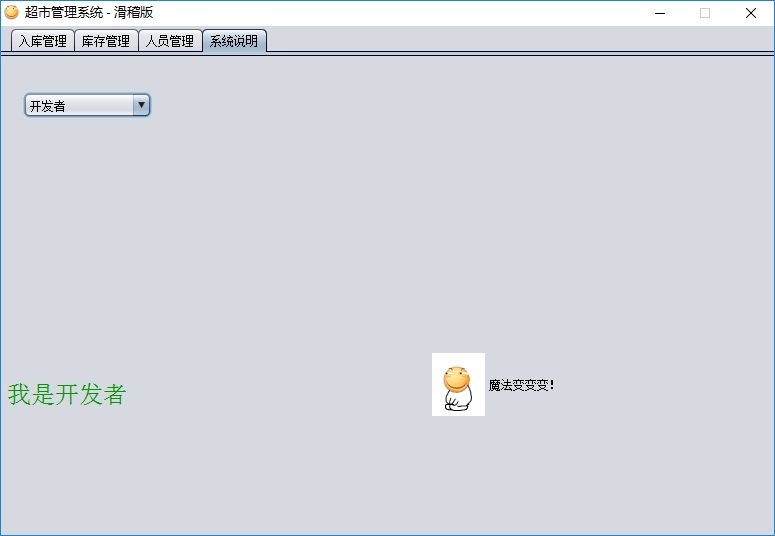 超市管理系统 - 滑稽版
入库管理 库存管理 人员管理 系统说明
开发者
我是开发者
魔法变变变!